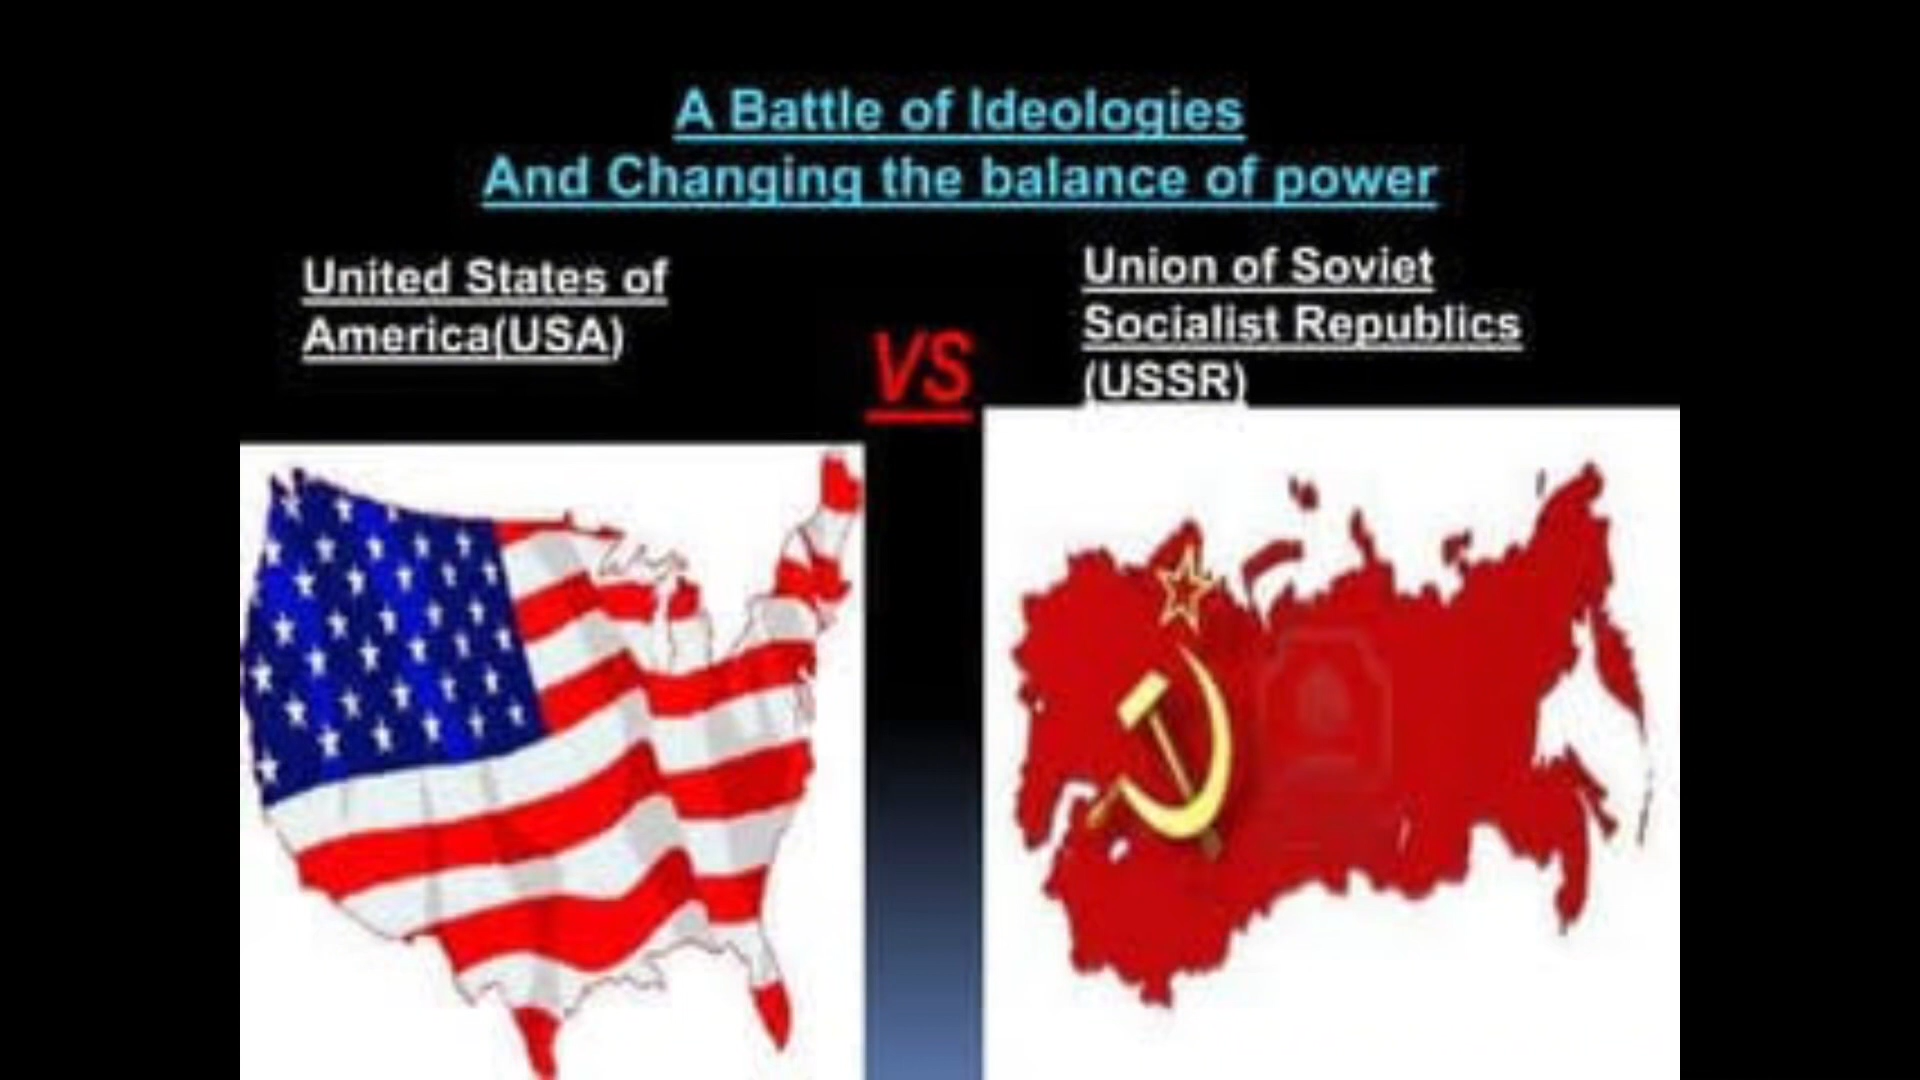 A Battle of Ideologies
And Changing the balance of power
United States of
America(USA)
VS
Union of Soviet
Socialist Republics
(USSR)